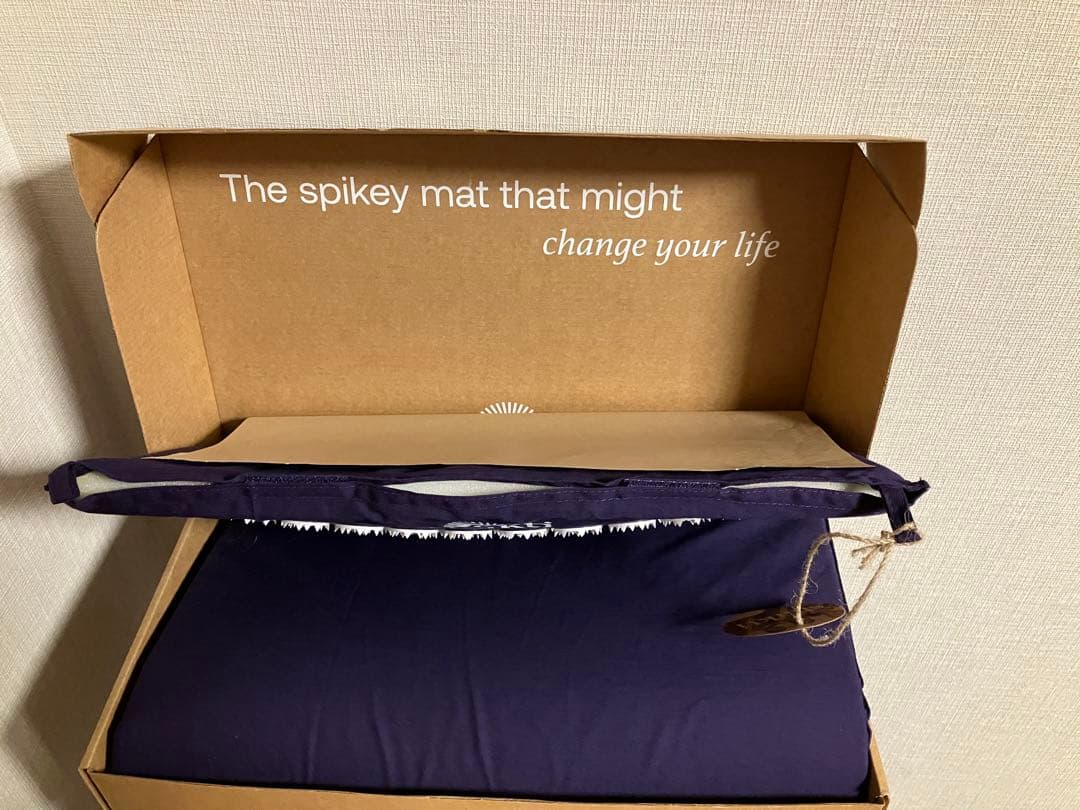 The spikey mat that might
change your life